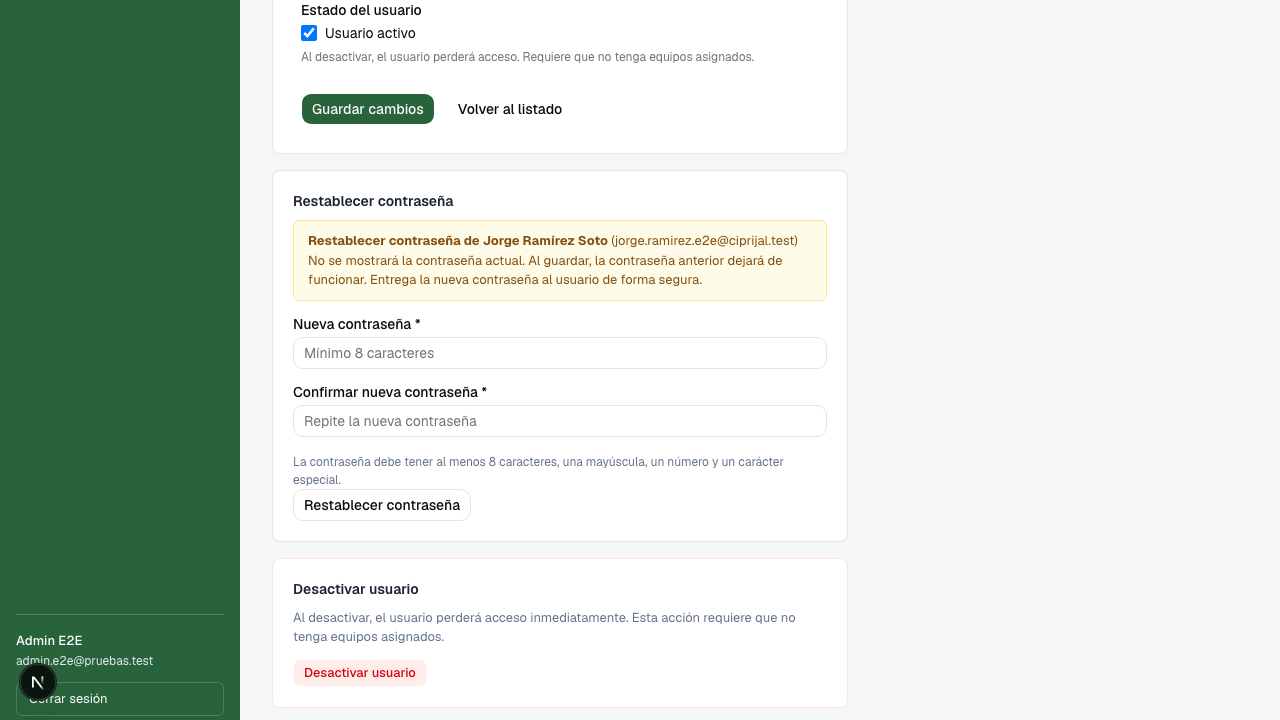 Estado del usuario
Usuario activo
Al desactivar, el usuario perderá acceso. Requiere que no tenga equipos asignados.
Guardar cambios
Volver al listado
Restablecer contraseña
Restablecer contraseña de Jorge Ramírez Soto (jorge.ramirez.e2e@ciprijal.test)
No se mostrará la contraseña actual. Al guardar, la contraseña anterior dejará de
funcionar. Entrega la nueva contraseña al usuario de forma segura.
Nueva contraseña *
Mínimo 8 caracteres
Confirmar nueva contraseña *
Repite la nueva contraseña
La contraseña debe tener al menos 8 caracteres, una mayúscula, un número y un carácter
especial.
Restablecer contraseña
Desactivar usuario
Al desactivar, el usuario perderá acceso inmediatamente. Esta acción requiere que no
tenga equipos asignados.
Desactivar usuario
Admin E2E
admin.e2e@pruebas.test
N
Cerrar sesión